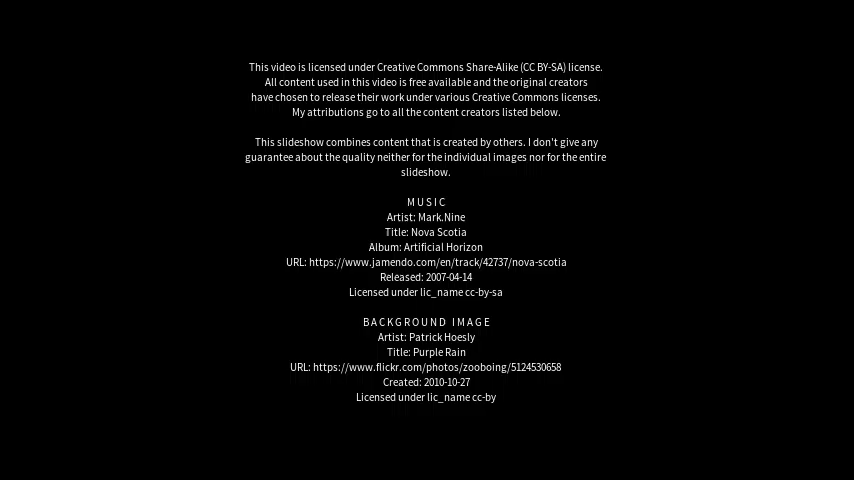 This video is licensed under Creative Commons Share-Alike (CC BY-SA) license.
All content used in this video is free available and the original creators
have chosen to release their work under various Creative Commons licenses.
My attributions go to all the content creators listed below.
This slideshow combines content that is created by others. I don't give any
guarantee about the quality neither for the individual images nor for the entire
slideshow.
MUSIC
Artist: Mark.Nine
Title: Nova Scotia
Album: Artificial Horizon
URL: https://www.jamendo.com/en/track/42737/nova-scotia
Released: 2007-04-14
Licensed under lic_name cc-by-sa
BACKGROUND IMAGE
Artist: Patrick Hoesly
Title: Purple Rain
URL: https://www.flickr.com/photos/zooboing/5124530658
Created: 2010-10-27
Licensed under lic_name cc-by